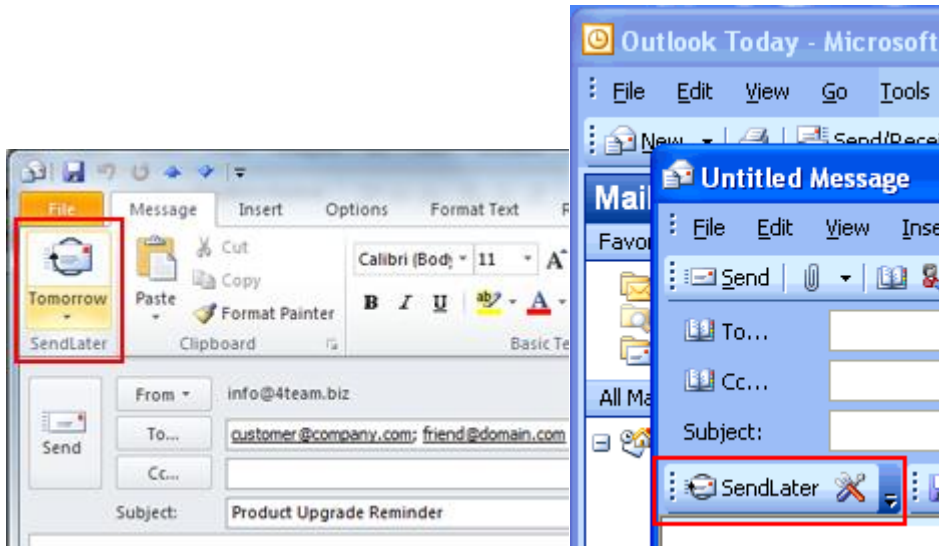 File Message Insert Options Format Text
Cut
Copy
Format Painter
Paste
Tomorrow
SendLater
Clipboard
Calibri (Body 11 A
B I U ab A
Basic Te
From info@4team.biz
Send
To... customer@company.com; friend@domain.com
Cc...
Subject: Product Upgrade Reminder
Outlook Today - Microsoft
File Edit View Go Tools
New Send/Rece
Mail
Favo
All Ma
Untitled Message
File Edit View Inse
Send
To...
Cc...
Subject:
SendLater